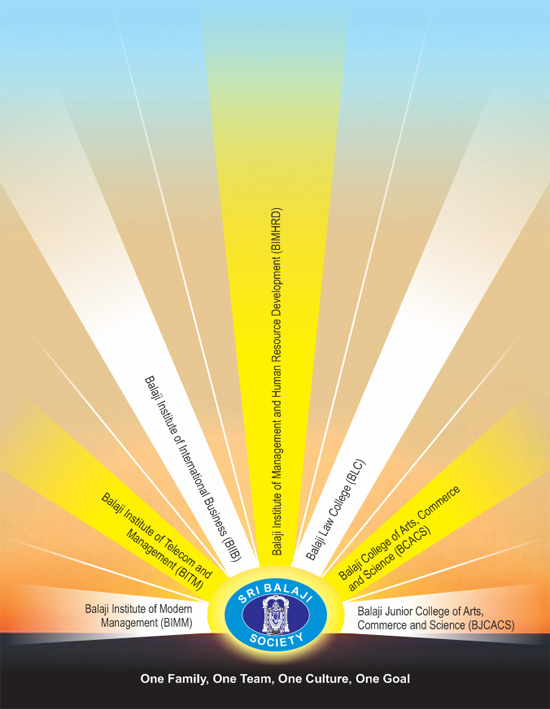 Balaji Institute of Modern
Management (BIMM)
Balaji Institute of Telecom and
Management (BITM)
Balaji Institute of International Business (BIIB)
Balaji Institute of Management and Human Resource Development (BIMHRD)
Balaji Law College (BLC)
Balaji College of Arts, Commerce
and Science (BCACS)
Balaji Junior College of Arts,
Commerce and Science (BJCACS)
SRI BALAJI
SOCIETY
One Family, One Team, One Culture, One Goal